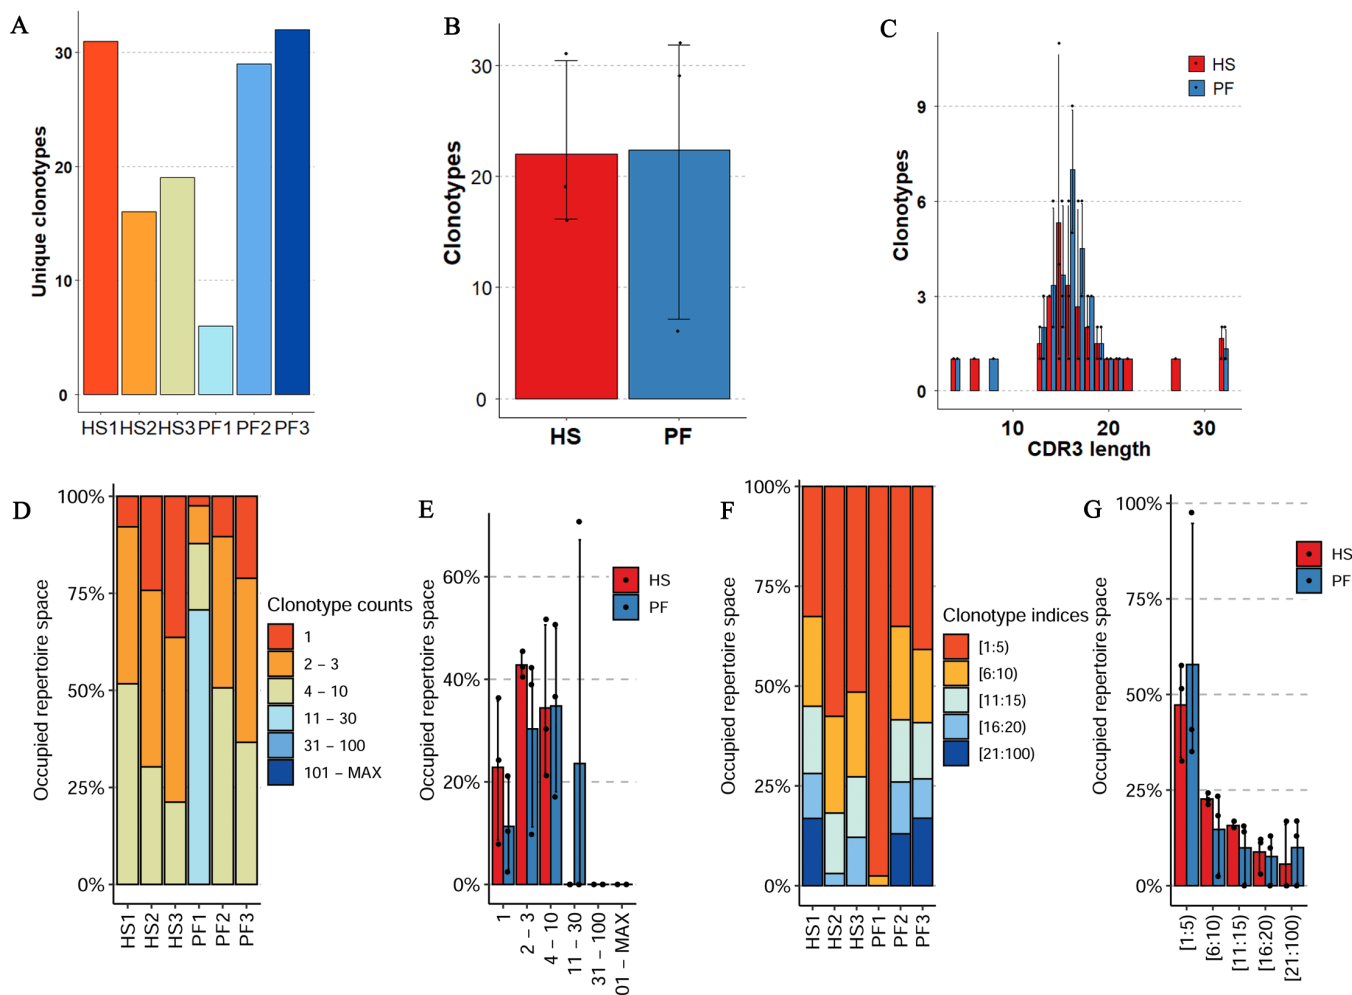 A
Unique clonotypes
30
20
10
0
HS1 HS2 HS3 PF1 PF2 PF3
B
Clonotypes
30
20
10
0
HS PF
C
Clonotypes
9
6
3
0
10 20 30
CDR3 length
HS
PF
D
Occupied repertoire space
100%
75%
50%
25%
0%
HS1 HS2 HS3 PF1 PF2 PF3
Clonotype counts
1
2 – 3
4 – 10
11 – 30
31 – 100
101 – MAX
E
Occupied repertoire space
60%
40%
20%
0%
1
2 – 3
4 – 10
11 – 30
31 – 100
01 – MAX
HS
PF
F
Occupied repertoire space
100%
75%
50%
25%
0%
HS1 HS2 HS3 PF1 PF2 PF3
Clonotype indices
[1:5)
[6:10)
[11:15)
[16:20)
[21:100)
G
Occupied repertoire space
100%
75%
50%
25%
0%
[1:5)
[6:10)
[11:15)
[16:20)
[21:100)
HS
PF